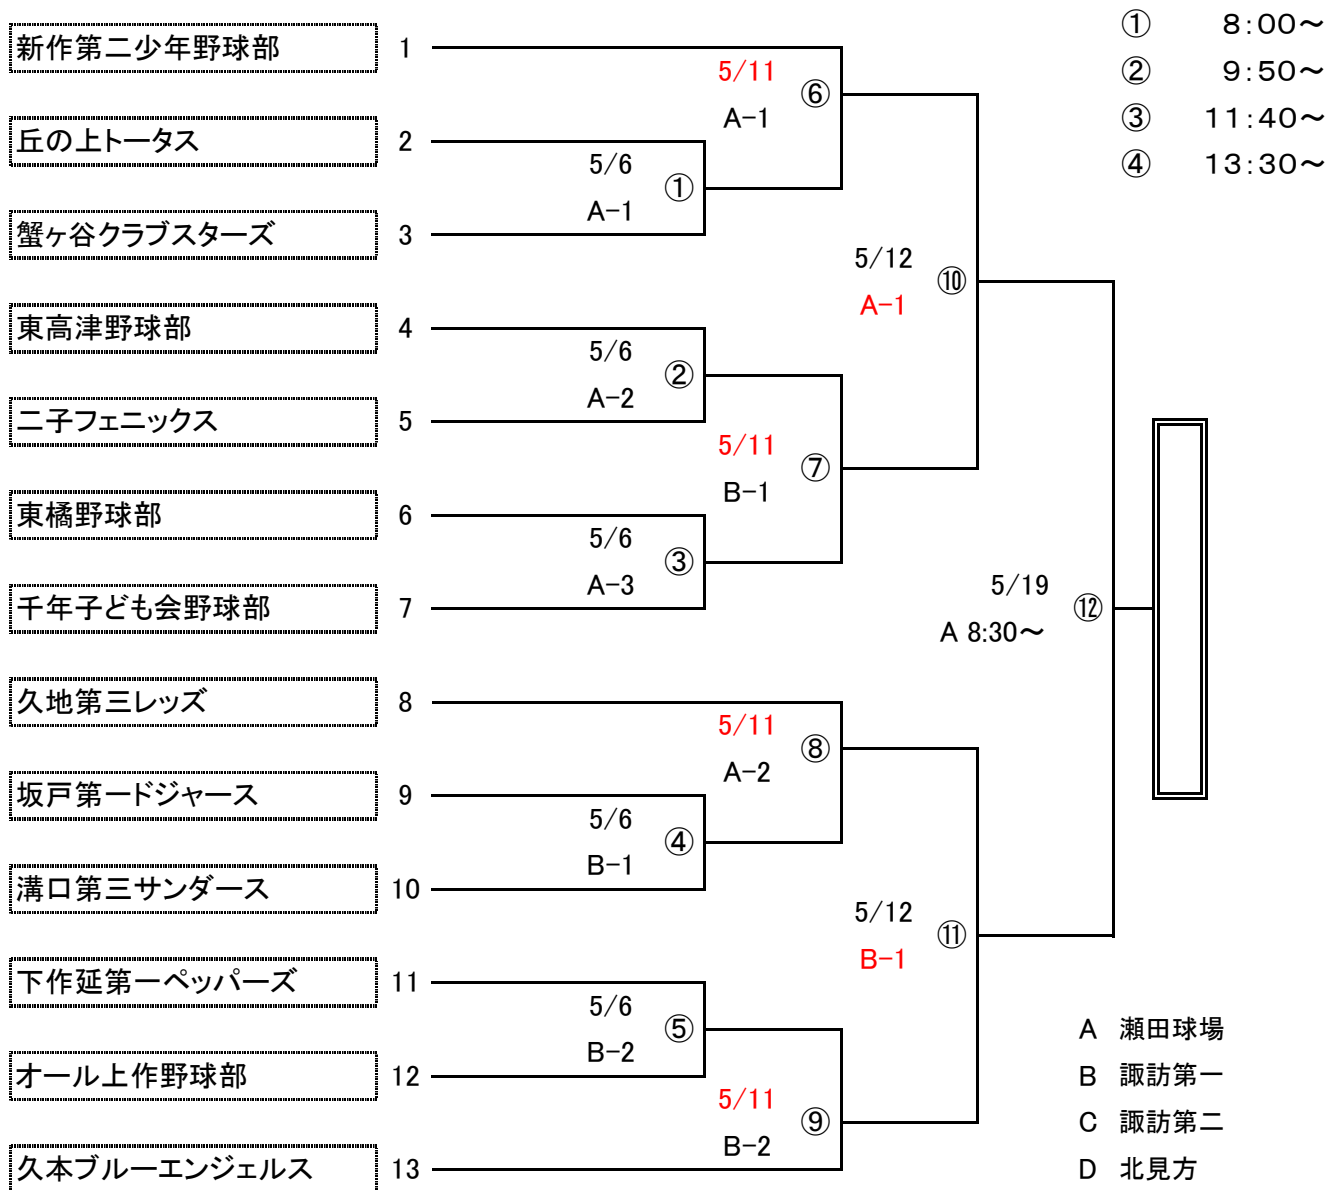 ① 8:00～
② 9:50～
③ 11:40～
④ 13:30～
新作第二少年野球部 1
5/11
⑥
A-1
丘の上トータス 2
5/6
①
A-1
蟹ヶ谷クラブスターズ 3
5/12
⑩
A-1
東高津野球部 4
5/6
②
A-2
二子フェニックス 5
5/11
⑦
B-1
東橘野球部 6
5/6
③
A-3
千年子ども会野球部 7
5/19
⑫
A 8:30～
久地第三レッズ 8
5/11
⑧
A-2
坂戸第一ドジャース 9
5/6
④
B-1
溝口第三サンダース 10
5/12
⑪
B-1
下作延第一ペッパーズ 11
5/6
⑤
B-2
オール上作野球部 12
5/11
⑨
B-2
久本ブルーエンジェルス 13
A 瀬田球場
B 諏訪第一
C 諏訪第二
D 北見方